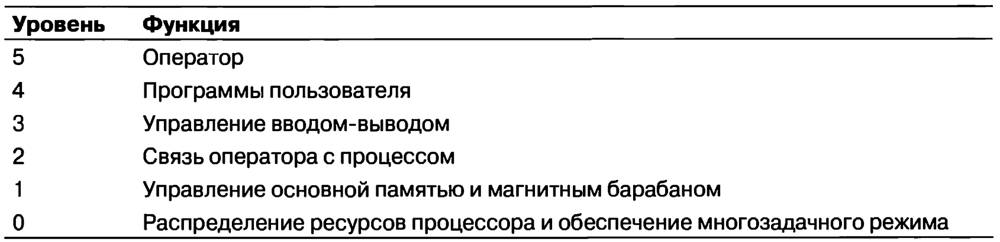 Уровень Функция
5 Оператор
4 Программы пользователя
3 Управление вводом-выводом
2 Связь оператора с процессом
1 Управление основной памятью и магнитным барабаном
0 Распределение ресурсов процессора и обеспечение многозадачного режима